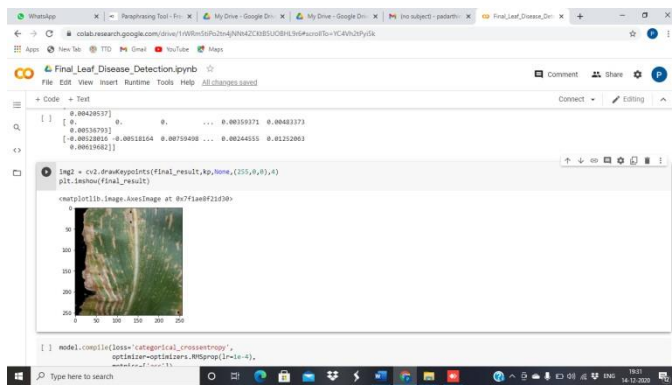 WhatsApp
Paraphrasing Tool - Fre
My Drive - Google Dri
My Drive - Google Dri
(no subject) - padarth
Final_Leaf_Disease_Det
colab.research.google.com/drive/
Apps New Tab TTD Gmail YouTube Maps
CO Final_Leaf_Disease_Detection.ipynb
Comment Share P
File Edit View Insert Runtime Tools Help All changes saved
+ Code + Text Connect Editing
0.00420537]
[ ] [ 0. 0. 0. ... 0.00359371 0.00483373
0.00536793]
[-0.00528016 -0.00518164 0.00759498 ... 0.00244555 0.01252063
0.00619682]]
img2 = cv2.drawKeypoints(final_result,kp,None,(255,0,0),4)
plt.imshow(final_result)
<matplotlib.image.AxesImage at 0x7f1ae8f21d30>
0
50
100
150
200
250
0 50 100 150 200 250
[ ] model.compile(loss='categorical_crossentropy',
optimizer=optimizers.RMSprop(lr=1e-4),
Type here to search
ENG
19:31
14-12-2020